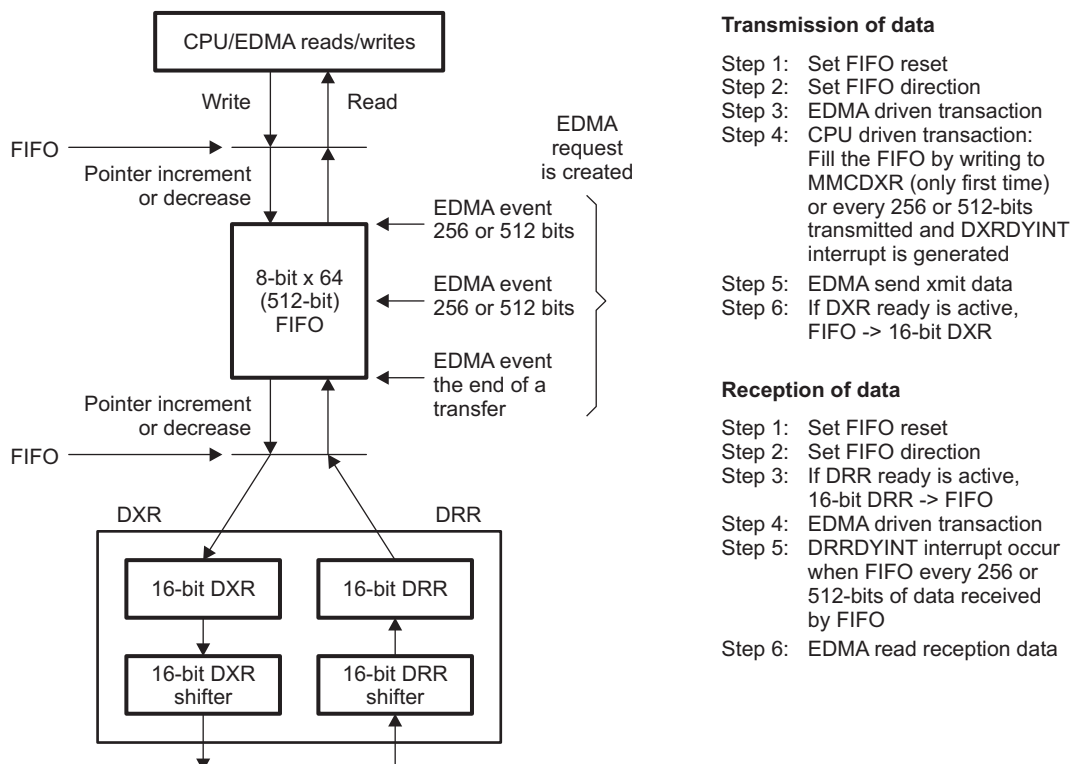 CPU/EDMA reads/writes
Write
Read
FIFO
Pointer increment
or decrease
EDMA
request
is created
EDMA event
256 or 512 bits
8-bit x 64
(512-bit)
FIFO
EDMA event
256 or 512 bits
EDMA event
the end of a
transfer
Pointer increment
or decrease
FIFO
DXR
DRR
16-bit DXR
16-bit DRR
16-bit DXR
shifter
16-bit DRR
shifter
Transmission of data
Step 1: Set FIFO reset
Step 2: Set FIFO direction
Step 3: EDMA driven transaction
Step 4: CPU driven transaction:
Fill the FIFO by writing to
MMCDXR (only first time)
or every 256 or 512-bits
transmitted and DXRDYINT
interrupt is generated
Step 5: EDMA send xmit data
Step 6: If DXR ready is active,
FIFO -> 16-bit DXR
Reception of data
Step 1: Set FIFO reset
Step 2: Set FIFO direction
Step 3: If DRR ready is active,
16-bit DRR -> FIFO
Step 4: EDMA driven transaction
Step 5: DRRDYINT interrupt occur
when FIFO every 256 or
512-bits of data received
by FIFO
Step 6: EDMA read reception data